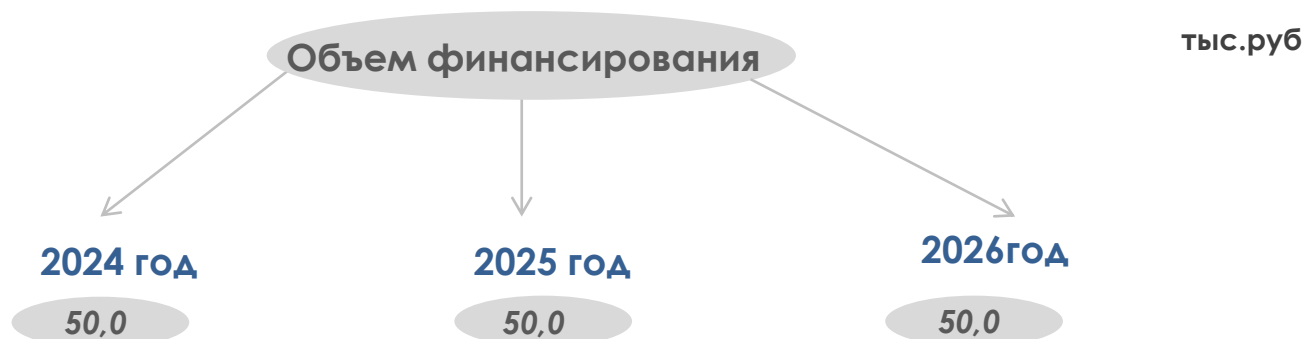 Объем финансирования
тыс.руб
2024 год
2025 год
2026год
50,0
50,0
50,0